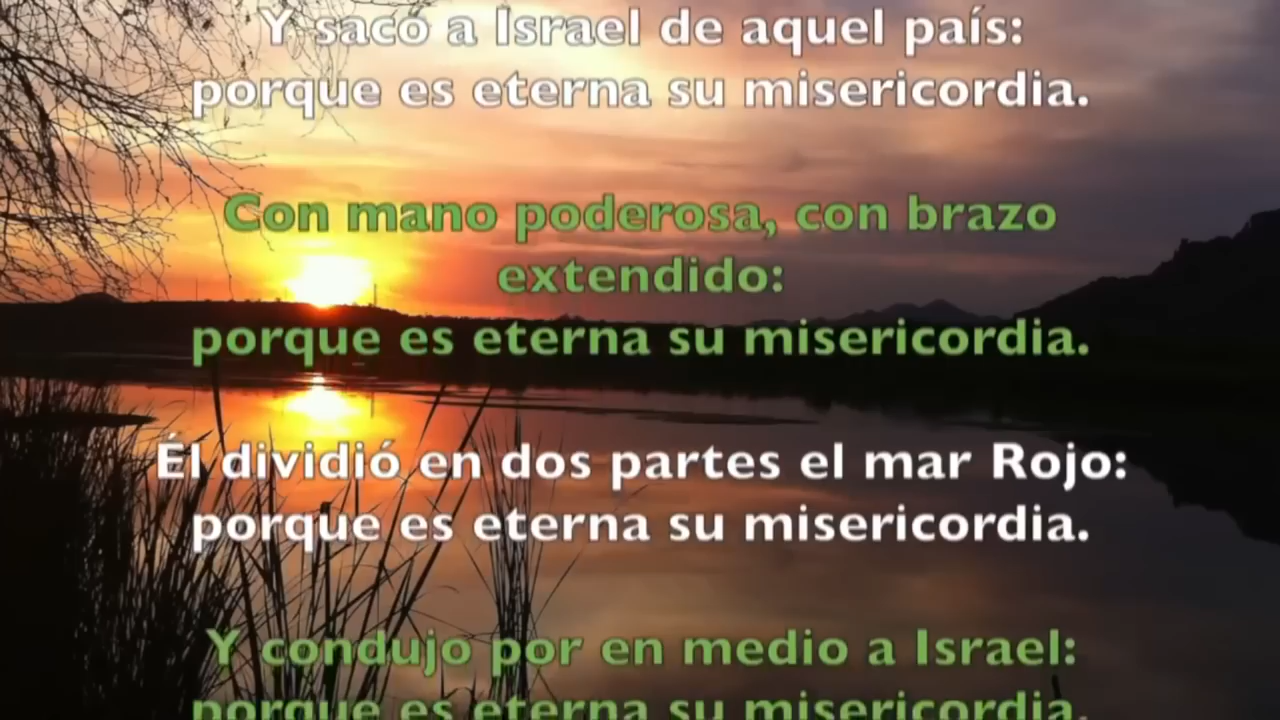 Y sacó a Israel de aquel país:
porque es eterna su misericordia.
Con mano poderosa, con brazo
extendido:
porque es eterna su misericordia.
Él dividió en dos partes el mar Rojo:
porque es eterna su misericordia.
Y condujo por en medio a Israel:
porque es eterna su misericordia.